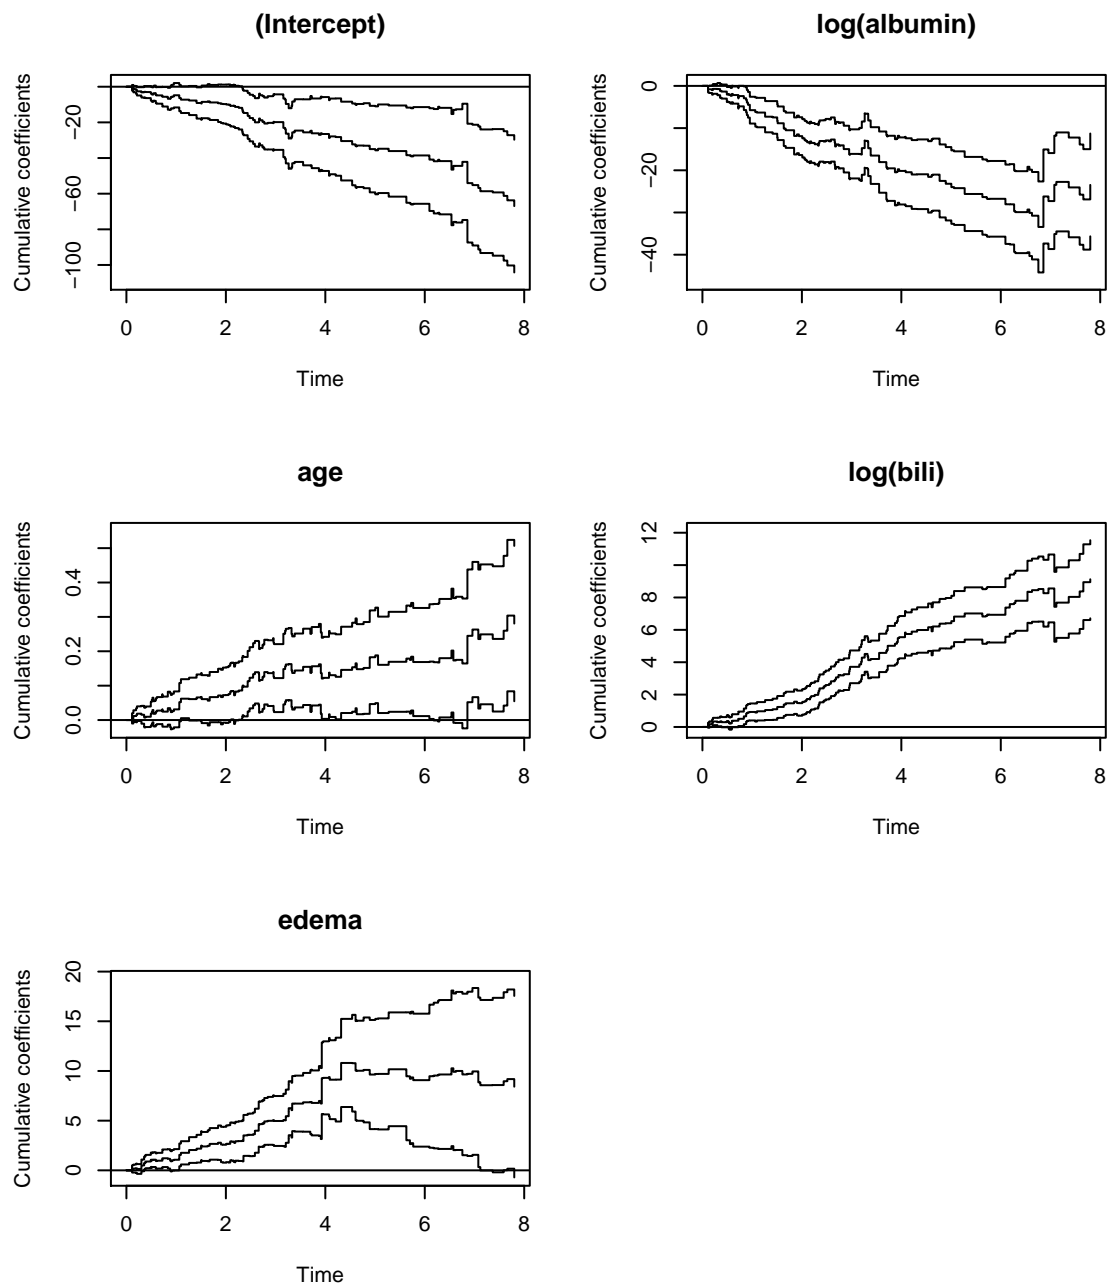 (Intercept)
Cumulative coefficients
−20
−60
−100
0 2 4 6 8
Time
log(albumin)
Cumulative coefficients
0
−20
−40
0 2 4 6 8
Time
age
Cumulative coefficients
0.4
0.2
0.0
0 2 4 6 8
Time
log(bili)
Cumulative coefficients
12
8
6
4
2
0
0 2 4 6 8
Time
edema
Cumulative coefficients
20
15
10
5
0
0 2 4 6 8
Time